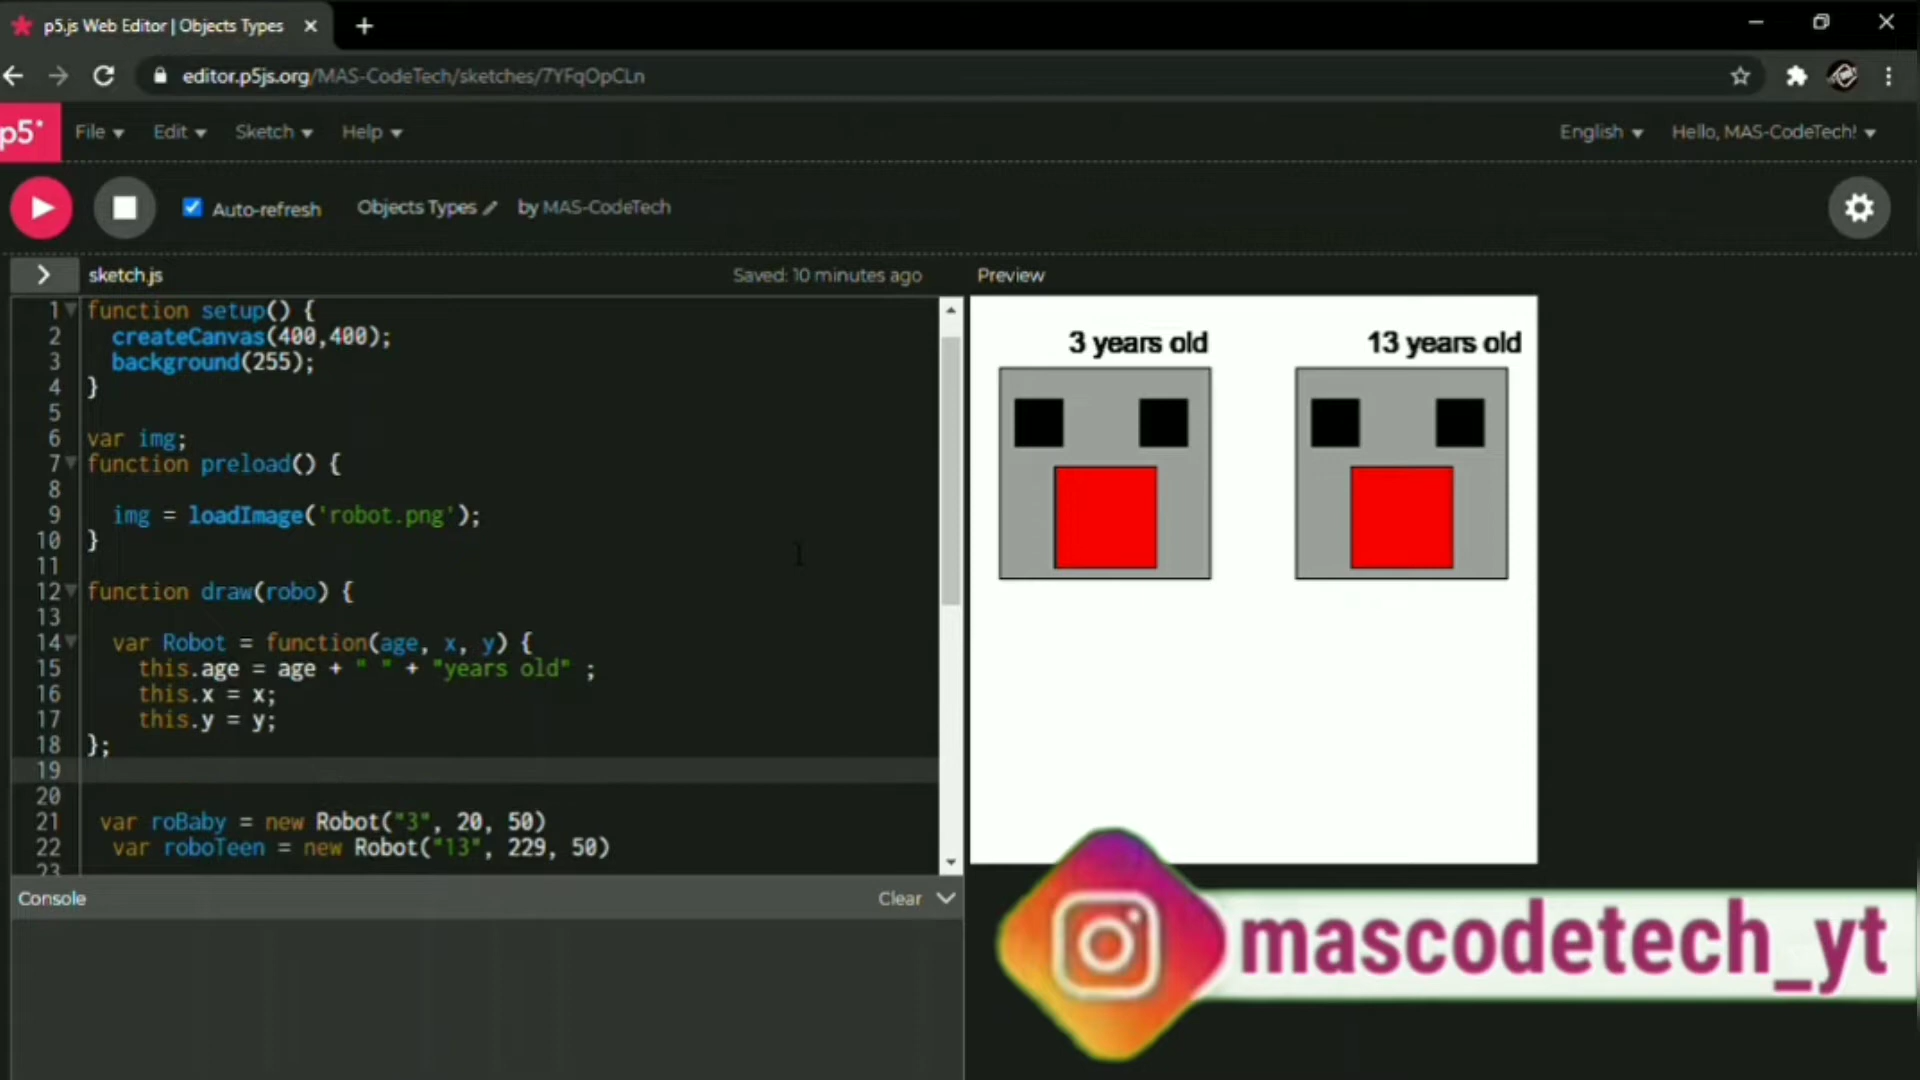 p5.js Web Editor | Objects Types
editor.p5js.org/MAS-CodeTech/sketches/7YFqOpCLn
p5* File Edit Sketch Help English Hello, MAS-CodeTech!
Auto-refresh Objects Types by MAS-CodeTech
sketch.js Saved: 10 minutes ago Preview
1 function setup() {
2 createCanvas(400,400);
3 background(255);
4 }
5
6 var img;
7 function preload() {
8
9 img = loadImage('robot.png');
10 }
11
12 function draw(robo) {
13
14 var Robot = function(age, x, y) {
15 this.age = age + " " + "years old" ;
16 this.x = x;
17 this.y = y;
18 };
19
20
21 var roBaby = new Robot("3", 20, 50)
22 var roboTeen = new Robot("13", 229, 50)
23
3 years old 13 years old
Console Clear
mascodetech_yt